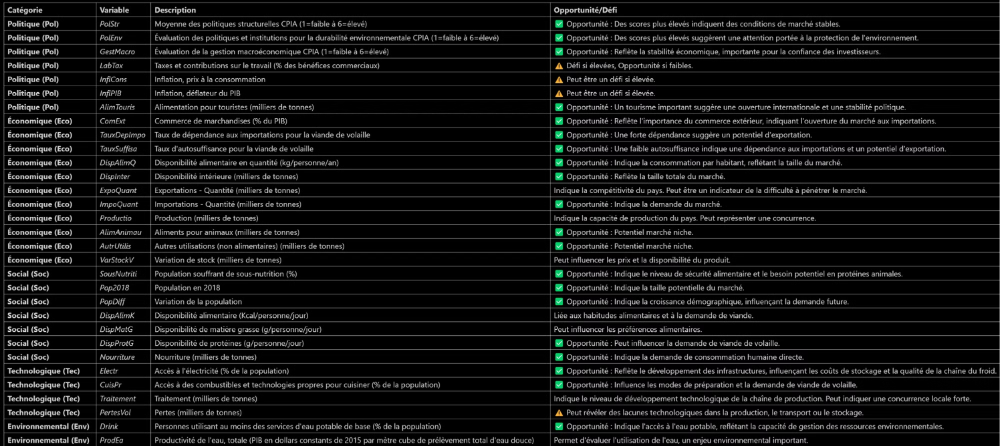 Catégorie Variable Description Opportunité/Défi
Politique (Pol) PolStr Moyenne des politiques structurelles CPIA (1=faible à 6=élevé) ✅ Opportunité : Des scores plus élevés indiquent des conditions de marché stables.
Politique (Pol) PolEnv Évaluation des politiques et institutions pour la durabilité environnementale CPIA (1=faible à 6=élevé) ✅ Opportunité : Des scores plus élevés suggèrent une attention portée à la protection de l'environnement.
Politique (Pol) GestMacro Évaluation de la gestion macroéconomique CPIA (1=faible à 6=élevé) ✅ Opportunité : Reflète la stabilité économique, importante pour la confiance des investisseurs.
Politique (Pol) LabTax Taxes et contributions sur le travail (% des bénéfices commerciaux) ⚠️ Défi si élevées, Opportunité si faibles.
Politique (Pol) InflCons Inflation, prix à la consommation ⚠️ Peut être un défi si élevée.
Politique (Pol) InflPIB Inflation, déflateur du PIB ⚠️ Peut être un défi si élevée.
Politique (Pol) AlimTouris Alimentation pour touristes (milliers de tonnes) ✅ Opportunité : Un tourisme important suggère une ouverture internationale et une stabilité politique.
Économique (Eco) ComExt Commerce de marchandises (% du PIB) ✅ Opportunité : Reflète l'importance du commerce extérieur, indiquant l'ouverture du marché aux importations.
Économique (Eco) TauxDepImpo Taux de dépendance aux importations pour la viande de volaille ✅ Opportunité : Une forte dépendance suggère un potentiel d'exportation.
Économique (Eco) TauxSuffisa Taux d'autosuffisance pour la viande de volaille ✅ Opportunité : Une faible autosuffisance indique une dépendance aux importations et un potentiel d'exportation.
Économique (Eco) DispAlimQ Disponibilité alimentaire en quantité (kg/personne/an) ✅ Opportunité : Indique la consommation par habitant, reflétant la taille du marché.
Économique (Eco) DispInter Disponibilité intérieure (milliers de tonnes) ✅ Opportunité : Reflète la taille totale du marché.
Économique (Eco) ExpoQuant Exportations - Quantité (milliers de tonnes) Indique la compétitivité du pays. Peut être un indicateur de la difficulté à pénétrer le marché.
Économique (Eco) ImpoQuant Importations - Quantité (milliers de tonnes) ✅ Opportunité : Indique la demande du marché.
Économique (Eco) Productio Production (milliers de tonnes) Indique la capacité de production du pays. Peut représenter une concurrence.
Économique (Eco) AlimAnimau Aliments pour animaux (milliers de tonnes) ✅ Opportunité : Potentiel marché niche.
Économique (Eco) AutrUtilis Autres utilisations (non alimentaires) (milliers de tonnes) ✅ Opportunité : Potentiel marché niche.
Économique (Eco) VarStockV Variation de stock (milliers de tonnes) Peut influencer les prix et la disponibilité du produit.
Social (Soc) SousNutriti Population souffrant de sous-nutrition (%) ✅ Opportunité : Indique le niveau de sécurité alimentaire et le besoin potentiel en protéines animales.
Social (Soc) Pop2018 Population en 2018 ✅ Opportunité : Indique la taille potentielle du marché.
Social (Soc) PopDiff Variation de la population ✅ Opportunité : Indique la croissance démographique, influençant la demande future.
Social (Soc) DispAlimK Disponibilité alimentaire (Kcal/personne/jour) Liée aux habitudes alimentaires et à la demande de viande.
Social (Soc) DispMatG Disponibilité de matière grasse (g/personne/jour) Peut influencer les préférences alimentaires.
Social (Soc) DispProtG Disponibilité de protéines (g/personne/jour) ✅ Opportunité : Peut influencer la demande de viande de volaille.
Social (Soc) Nourriture Nourriture (milliers de tonnes) ✅ Opportunité : Indique la demande de consommation humaine directe.
Technologique (Tec) Electr Accès à l'électricité (% de la population) ✅ Opportunité : Reflète le développement des infrastructures, influençant les coûts de stockage et la qualité de la chaîne du froid.
Technologique (Tec) CuisPr Accès à des combustibles et technologies propres pour cuisiner (% de la population) ✅ Opportunité : Influence les modes de préparation et la demande de viande de volaille.
Technologique (Tec) Traitement Traitement (milliers de tonnes) Indique le niveau de développement technologique de la chaîne de production. Peut indiquer une concurrence locale forte.
Technologique (Tec) PertesVol Pertes (milliers de tonnes) ⚠️ Peut révéler des lacunes technologiques dans la production, le transport ou le stockage.
Environnemental (Env) Drink Personnes utilisant au moins des services d'eau potable de base (% de la population) ✅ Opportunité : Indique l'accès à l'eau potable, reflétant la capacité de gestion des ressources environnementales.
Environnemental (Env) ProdEa Productivité de l'eau, totale (PIB en dollars constants de 2015 par mètre cube de prélèvement total d'eau douce) Permet d'évaluer l'utilisation de l'eau, un enjeu environnemental important.